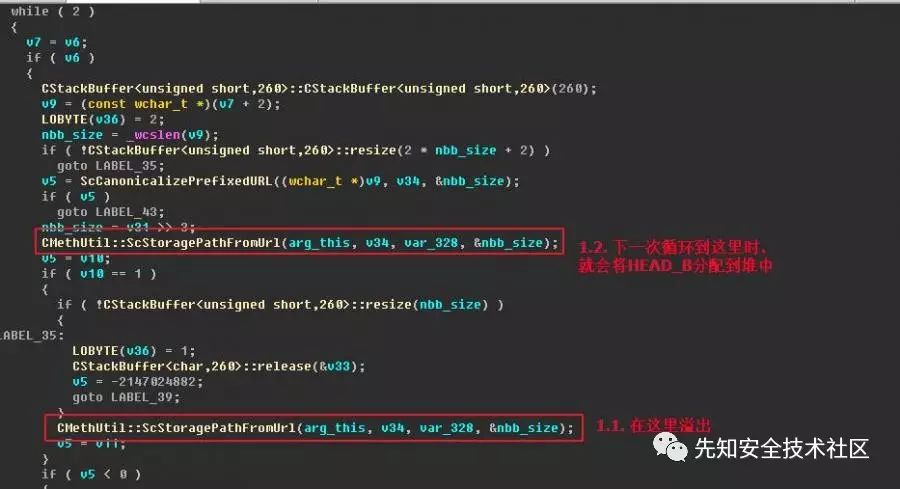 while ( 2 )
{
v7 = v6;
if ( v6 )
{
CStackBuffer<unsigned short,260>::CStackBuffer<unsigned short,260>(260);
v9 = (const wchar_t *)(v7 + 2);
LOBYTE(v36) = 2;
nbb_size = _wcslen(v9);
if ( !CStackBuffer<unsigned short,260>::resize(2 * nbb_size + 2) )
goto LABEL_35;
v5 = ScCanonicalizePrefixedURL((wchar_t *)v9, v34, &nbb_size);
if ( v5 )
goto LABEL_43;
nbb_size = v31 >> 3;
CMethUtil::ScStoragePathFromUrl(arg_this, v34, var_328, &nbb_size);
1.2. 下一次循环到这里时,
就会将HEAD_B分配到堆中
v5 = v10;
if ( v10 == 1 )
{
if ( !CStackBuffer<unsigned short,260>::resize(nbb_size) )
{
LABEL_35:
LOBYTE(v36) = 1;
CStackBuffer<char,260>::release(&v33);
v5 = -2147024882;
goto LABEL_39;
}
CMethUtil::ScStoragePathFromUrl(arg_this, v34, var_328, &nbb_size);
1.1. 在这里溢出
v5 = v11;
}
if ( v5 < 0 )
{
先知安全技术社区